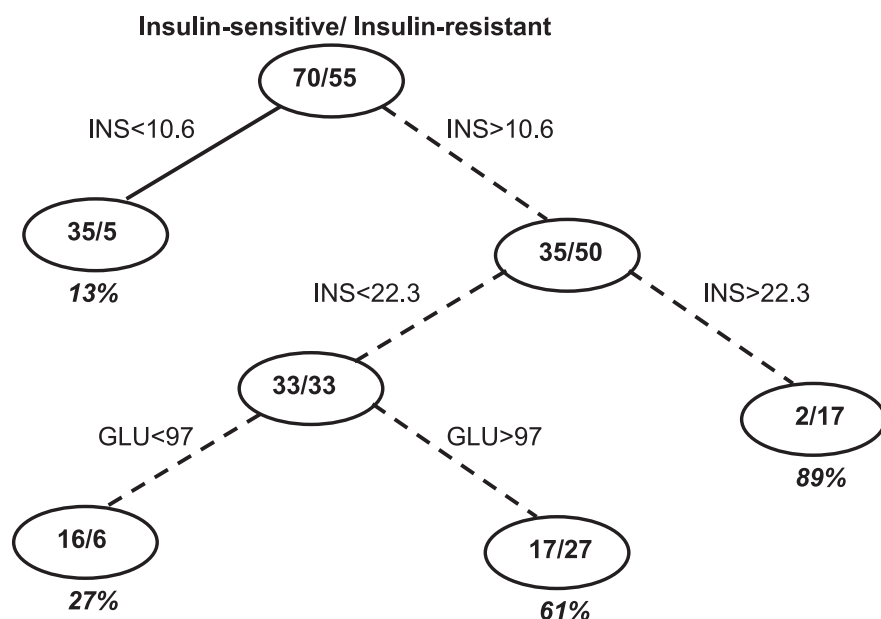 Insulin-sensitive/ Insulin-resistant
70/55
INS<10.6
INS>10.6
35/5
13%
35/50
INS<22.3
INS>22.3
33/33
2/17
89%
GLU<97
GLU>97
16/6
27%
17/27
61%